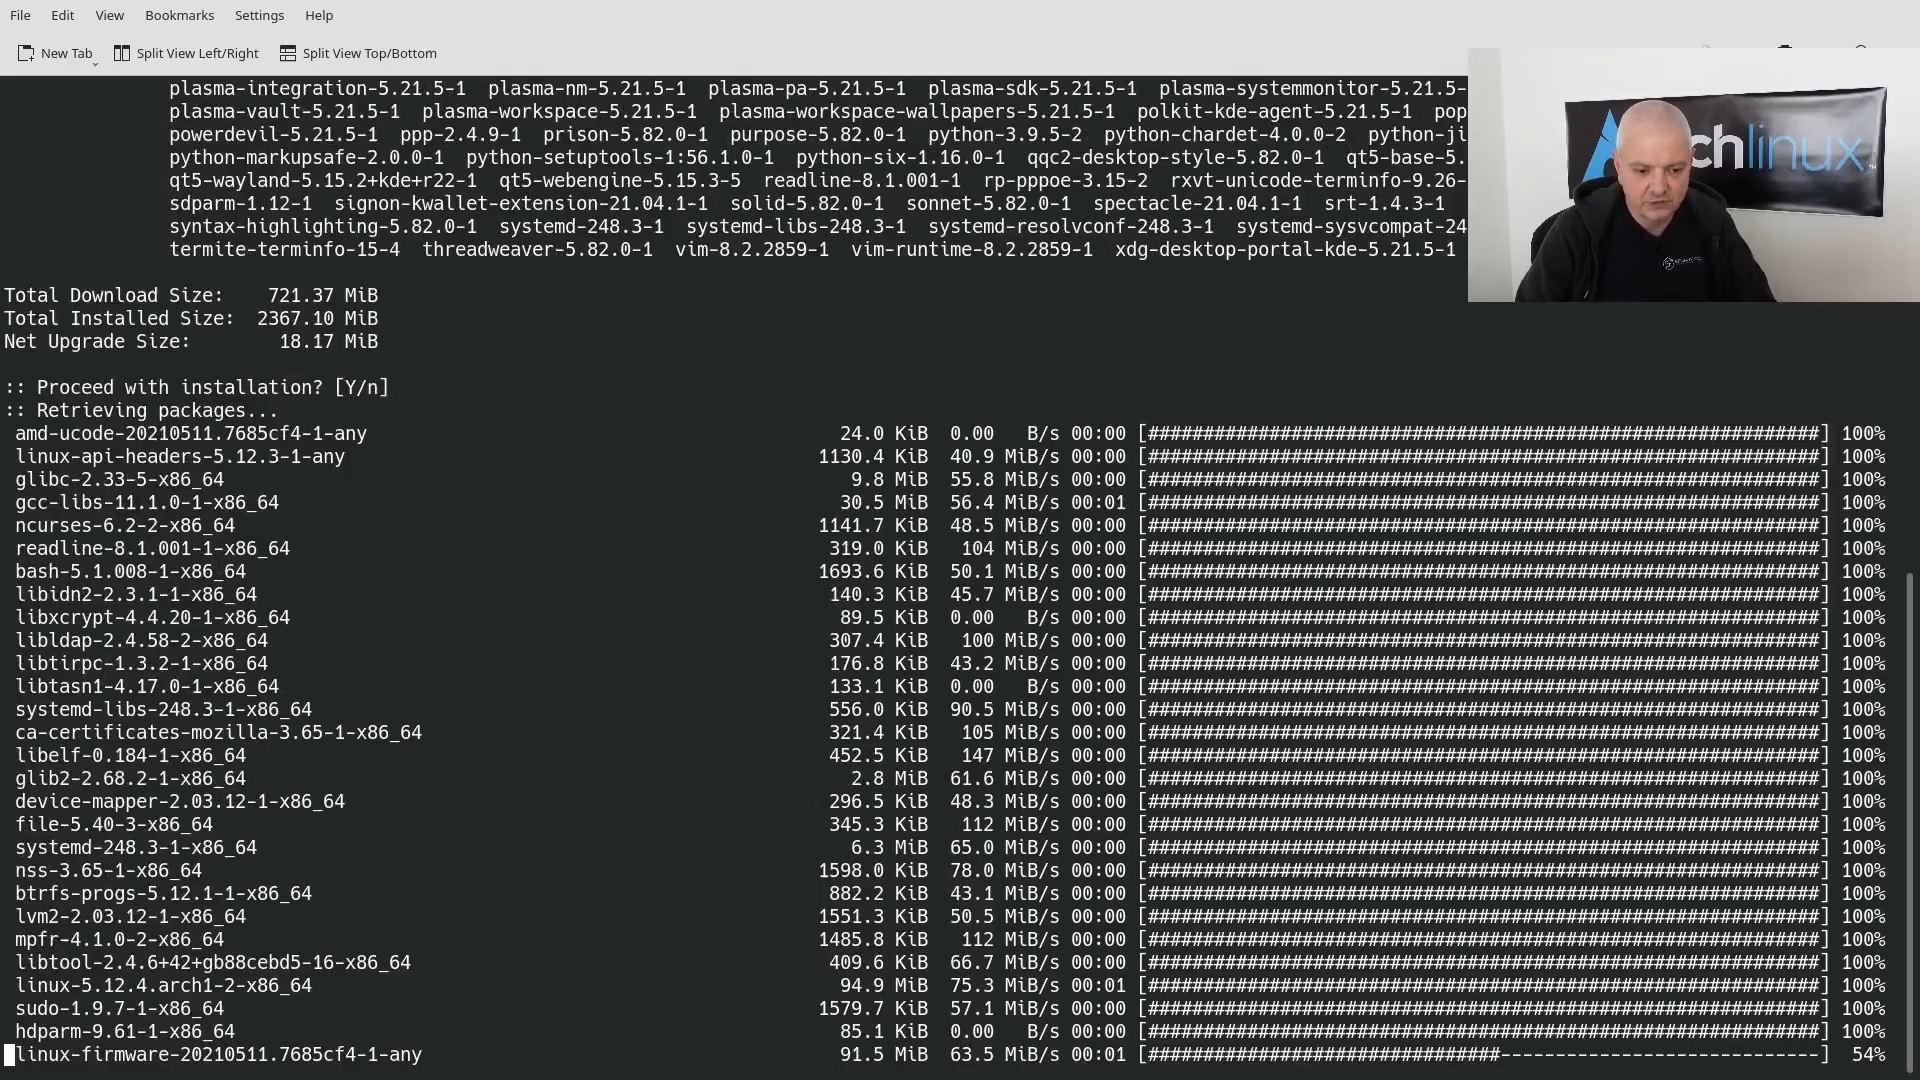 File Edit View Bookmarks Settings Help
New Tab Split View Left/Right Split View Top/Bottom
plasma-integration-5.21.5-1 plasma-nm-5.21.5-1 plasma-pa-5.21.5-1 plasma-sdk-5.21.5-1 plasma-systemmonitor-5.21.5-
plasma-vault-5.21.5-1 plasma-workspace-5.21.5-1 plasma-workspace-wallpapers-5.21.5-1 polkit-kde-agent-5.21.5-1 pop
powerdevil-5.21.5-1 ppp-2.4.9-1 prison-5.82.0-1 purpose-5.82.0-1 python-3.9.5-2 python-chardet-4.0.0-2 python-ji
python-markupsafe-2.0.0-1 python-setuptools-1:56.1.0-1 python-six-1.16.0-1 qqc2-desktop-style-5.82.0-1 qt5-base-5.
qt5-wayland-5.15.2+kde+r22-1 qt5-webengine-5.15.3-5 readline-8.1.001-1 rp-pppoe-3.15-2 rxvt-unicode-terminfo-9.26-
sdparm-1.12-1 signon-kwallet-extension-21.04.1-1 solid-5.82.0-1 sonnet-5.82.0-1 spectacle-21.04.1-1 srt-1.4.3-1
syntax-highlighting-5.82.0-1 systemd-248.3-1 systemd-libs-248.3-1 systemd-resolvconf-248.3-1 systemd-sysvcompat-24
termite-terminfo-15-4 threadweaver-5.82.0-1 vim-8.2.2859-1 vim-runtime-8.2.2859-1 xdg-desktop-portal-kde-5.21.5-1
chlinux
Total Download Size: 721.37 MiB
Total Installed Size: 2367.10 MiB
Net Upgrade Size: 18.17 MiB
:: Proceed with installation? [Y/n]
:: Retrieving packages...
amd-ucode-20210511.7685cf4-1-any 24.0 KiB 0.00 B/s 00:00 [#############################################################] 100%
linux-api-headers-5.12.3-1-any 1130.4 KiB 40.9 MiB/s 00:00 [#############################################################] 100%
glibc-2.33-5-x86_64 9.8 MiB 55.8 MiB/s 00:00 [#############################################################] 100%
gcc-libs-11.1.0-1-x86_64 30.5 MiB 56.4 MiB/s 00:01 [#############################################################] 100%
ncurses-6.2-2-x86_64 1141.7 KiB 48.5 MiB/s 00:00 [#############################################################] 100%
readline-8.1.001-1-x86_64 319.0 KiB 104 MiB/s 00:00 [#############################################################] 100%
bash-5.1.008-1-x86_64 1693.6 KiB 50.1 MiB/s 00:00 [#############################################################] 100%
libidn2-2.3.1-1-x86_64 140.3 KiB 45.7 MiB/s 00:00 [#############################################################] 100%
libxcrypt-4.4.20-1-x86_64 89.5 KiB 0.00 B/s 00:00 [#############################################################] 100%
libldap-2.4.58-2-x86_64 307.4 KiB 100 MiB/s 00:00 [#############################################################] 100%
libtirpc-1.3.2-1-x86_64 176.8 KiB 43.2 MiB/s 00:00 [#############################################################] 100%
libtasn1-4.17.0-1-x86_64 133.1 KiB 0.00 B/s 00:00 [#############################################################] 100%
systemd-libs-248.3-1-x86_64 556.0 KiB 90.5 MiB/s 00:00 [#############################################################] 100%
ca-certificates-mozilla-3.65-1-x86_64 321.4 KiB 105 MiB/s 00:00 [#############################################################] 100%
libelf-0.184-1-x86_64 452.5 KiB 147 MiB/s 00:00 [#############################################################] 100%
glib2-2.68.2-1-x86_64 2.8 MiB 61.6 MiB/s 00:00 [#############################################################] 100%
device-mapper-2.03.12-1-x86_64 296.5 KiB 48.3 MiB/s 00:00 [#############################################################] 100%
file-5.40-3-x86_64 345.3 KiB 112 MiB/s 00:00 [#############################################################] 100%
systemd-248.3-1-x86_64 6.3 MiB 65.0 MiB/s 00:00 [#############################################################] 100%
nss-3.65-1-x86_64 1598.0 KiB 78.0 MiB/s 00:00 [#############################################################] 100%
btrfs-progs-5.12.1-1-x86_64 882.2 KiB 43.1 MiB/s 00:00 [#############################################################] 100%
lvm2-2.03.12-1-x86_64 1551.3 KiB 50.5 MiB/s 00:00 [#############################################################] 100%
mpfr-4.1.0-2-x86_64 1485.8 KiB 112 MiB/s 00:00 [#############################################################] 100%
libtool-2.4.6+42+gb88cebd5-16-x86_64 409.6 KiB 66.7 MiB/s 00:00 [#############################################################] 100%
linux-5.12.4.arch1-2-x86_64 94.9 MiB 75.3 MiB/s 00:01 [#############################################################] 100%
sudo-1.9.7-1-x86_64 1579.7 KiB 57.1 MiB/s 00:00 [#############################################################] 100%
hdparm-9.61-1-x86_64 85.1 KiB 0.00 B/s 00:00 [#############################################################] 100%
linux-firmware-20210511.7685cf4-1-any 91.5 MiB 63.5 MiB/s 00:01 [################################-----------------------------] 54%